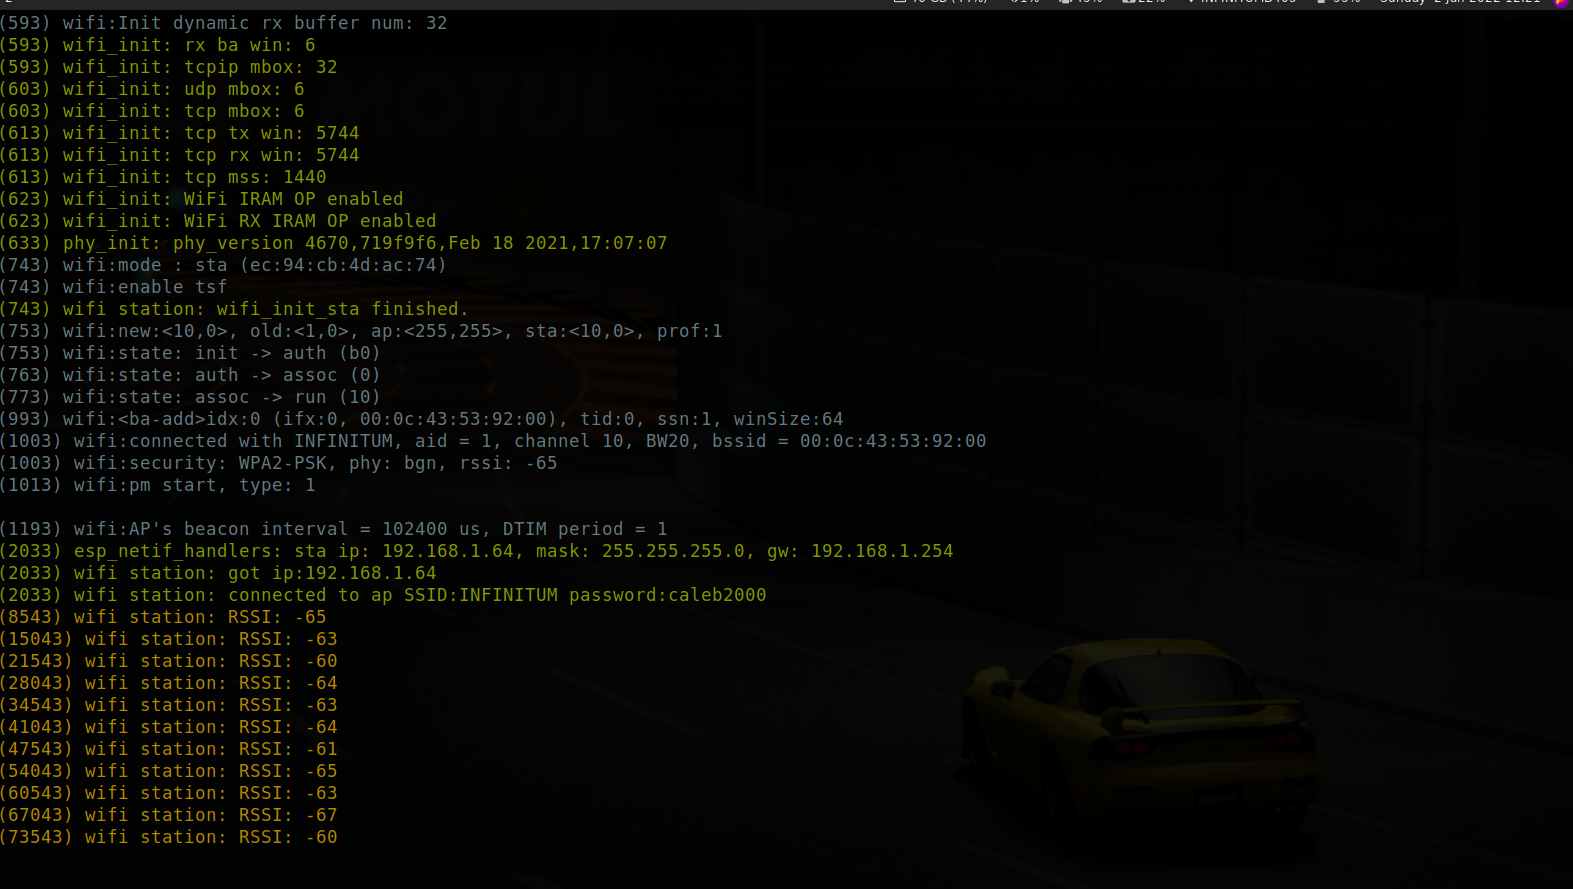 (593) wifi:Init dynamic rx buffer num: 32
(593) wifi_init: rx ba win: 6
(593) wifi_init: tcpip mbox: 32
(603) wifi_init: udp mbox: 6
(603) wifi_init: tcp mbox: 6
(613) wifi_init: tcp tx win: 5744
(613) wifi_init: tcp rx win: 5744
(613) wifi_init: tcp mss: 1440
(623) wifi_init: WiFi IRAM OP enabled
(623) wifi_init: WiFi RX IRAM OP enabled
(633) phy_init: phy_version 4670,719f9f6,Feb 18 2021,17:07:07
(743) wifi:mode : sta (ec:94:cb:4d:ac:74)
(743) wifi:enable tsf
(743) wifi station: wifi_init_sta finished.
(753) wifi:new:<10,0>, old:<1,0>, ap:<255,255>, sta:<10,0>, prof:1
(753) wifi:state: init -> auth (b0)
(763) wifi:state: auth -> assoc (0)
(773) wifi:state: assoc -> run (10)
(993) wifi:<ba-add>idx:0 (ifx:0, 00:0c:43:53:92:00), tid:0, ssn:1, winSize:64
(1003) wifi:connected with INFINITUM, aid = 1, channel 10, BW20, bssid = 00:0c:43:53:92:00
(1003) wifi:security: WPA2-PSK, phy: bgn, rssi: -65
(1013) wifi:pm start, type: 1
(1193) wifi:AP's beacon interval = 102400 us, DTIM period = 1
(2033) esp_netif_handlers: sta ip: 192.168.1.64, mask: 255.255.255.0, gw: 192.168.1.254
(2033) wifi station: got ip:192.168.1.64
(2033) wifi station: connected to ap SSID:INFINITUM password:caleb2000
(8543) wifi station: RSSI: -65
(15043) wifi station: RSSI: -63
(21543) wifi station: RSSI: -60
(28043) wifi station: RSSI: -64
(34543) wifi station: RSSI: -63
(41043) wifi station: RSSI: -64
(47543) wifi station: RSSI: -61
(54043) wifi station: RSSI: -65
(60543) wifi station: RSSI: -63
(67043) wifi station: RSSI: -67
(73543) wifi station: RSSI: -60
MOTUL